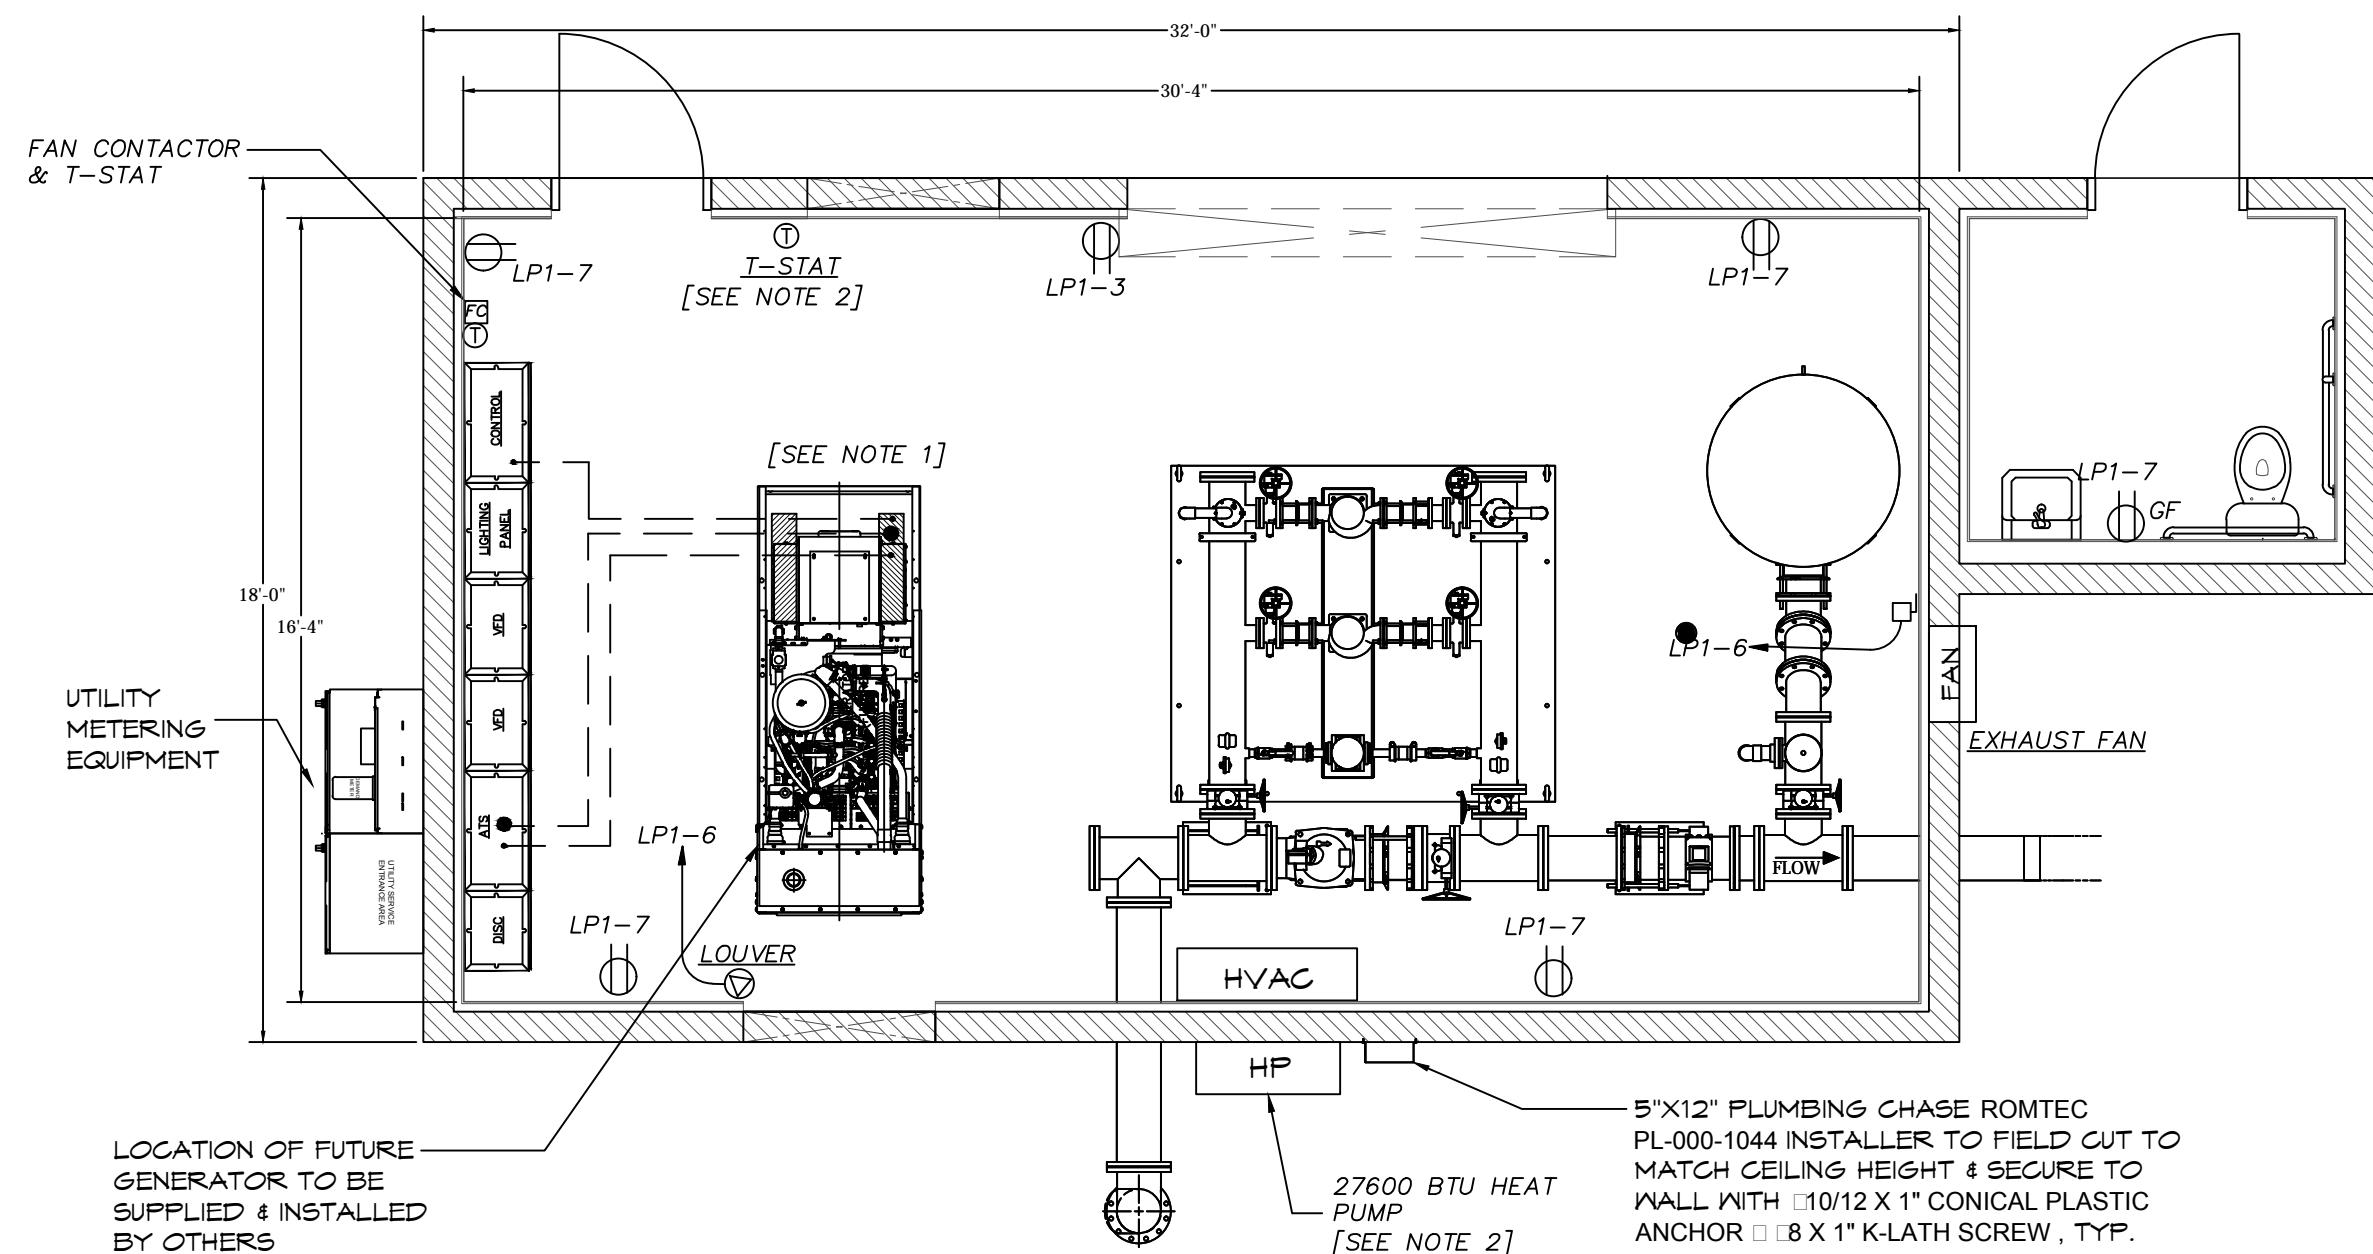 32'-0"
30'-4"
FAN CONTACTOR
& T-STAT
LP1-7
T
T-STAT
[SEE NOTE 2]
LP1-3
LP1-7
FC
T
18'-0"
16'-4"
CONTROL
LIGHTING
PANEL
VFD
VFD
ATS
DISC
[SEE NOTE 1]
LP1-7
GF
LP1-6
FAN
EXHAUST FAN
UTILITY
METERING
EQUIPMENT
DEMAND
METER
UTILITY SERVICE
ENTRANCE AREA
LP1-6
FLOW
LP1-7
LOUVER
LP1-7
HVAC
HP
LOCATION OF FUTURE
GENERATOR TO BE
SUPPLIED & INSTALLED
BY OTHERS
27600 BTU HEAT
PUMP
[SEE NOTE 2]
5"X12" PLUMBING CHASE ROMTEC
PL-000-1044 INSTALLER TO FIELD CUT TO
MATCH CEILING HEIGHT & SECURE TO
WALL WITH □10/12 X 1" CONICAL PLASTIC
ANCHOR □ □8 X 1" K-LATH SCREW , TYP.